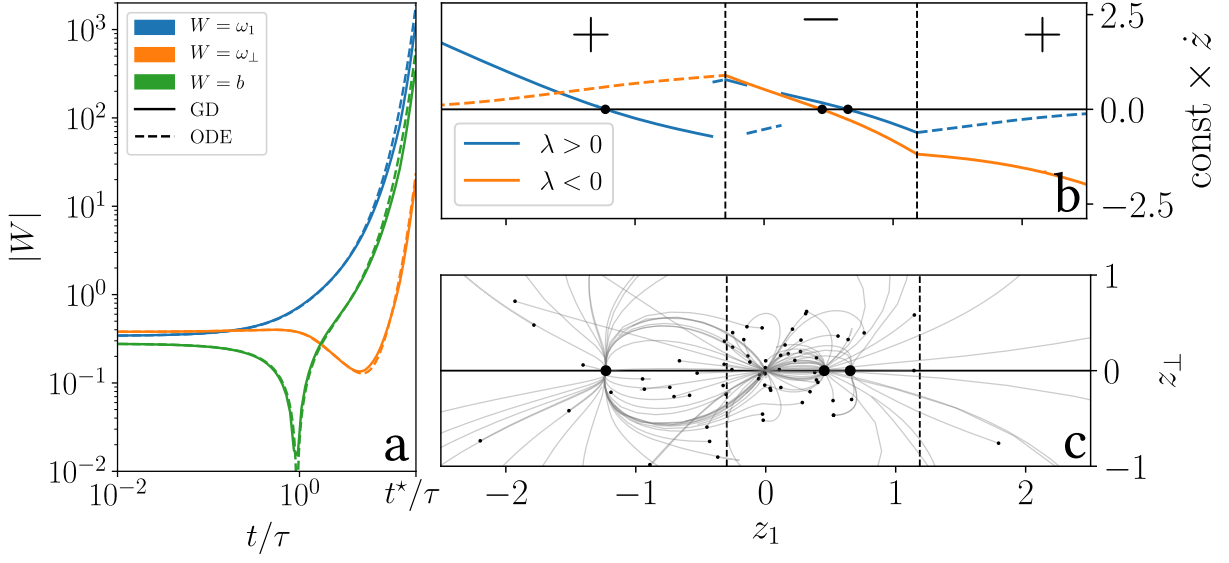 10³
10²
10¹
10⁰
10⁻¹
10⁻²
|W|
W = ω₁
W = ω⊥
W = b
GD
ODE
a
10⁻²
10⁰
t*/τ
t/τ
+
−
+
λ > 0
λ < 0
b
2.5
0.0
−2.5
const × ż
c
1
0
−1
z⊥
−2
−1
0
1
2
z₁